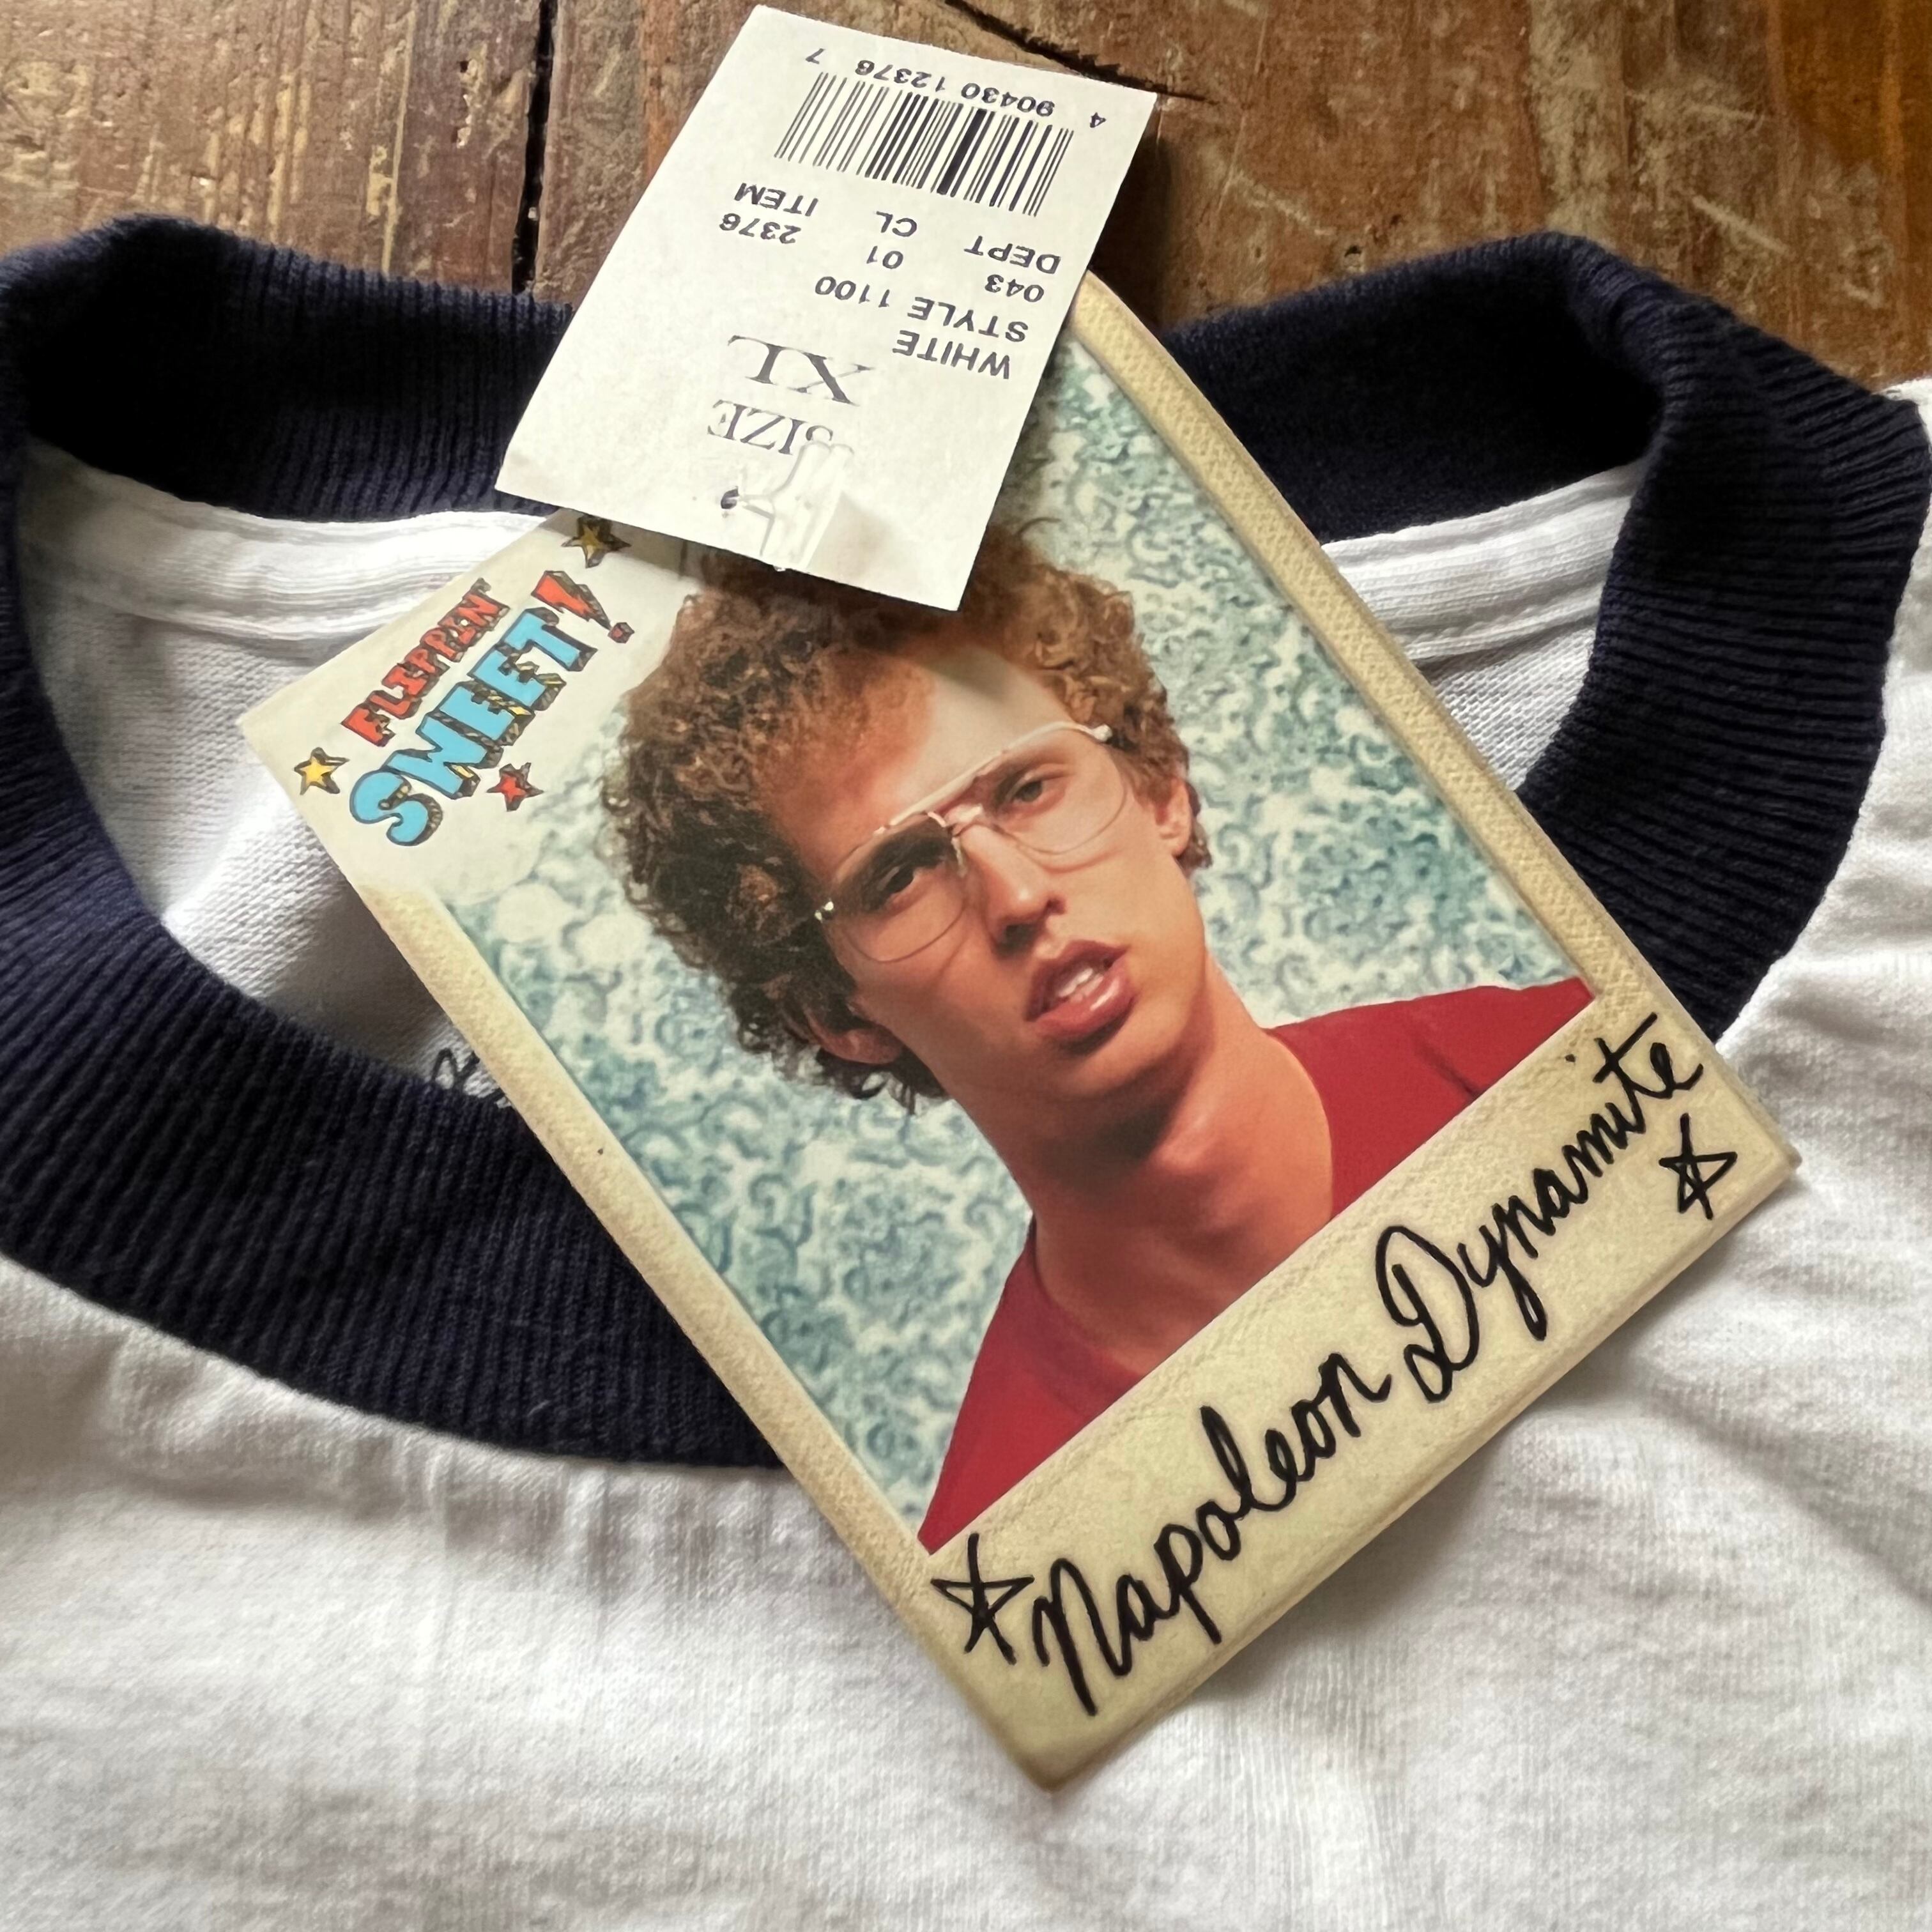 SIZE
XL
WHITE
STYLE 1100
043 01 2376
DEPT CL ITEM
4 90430 12376 7
FLIPPIN'
SWEET!
Napoleon Dynamite